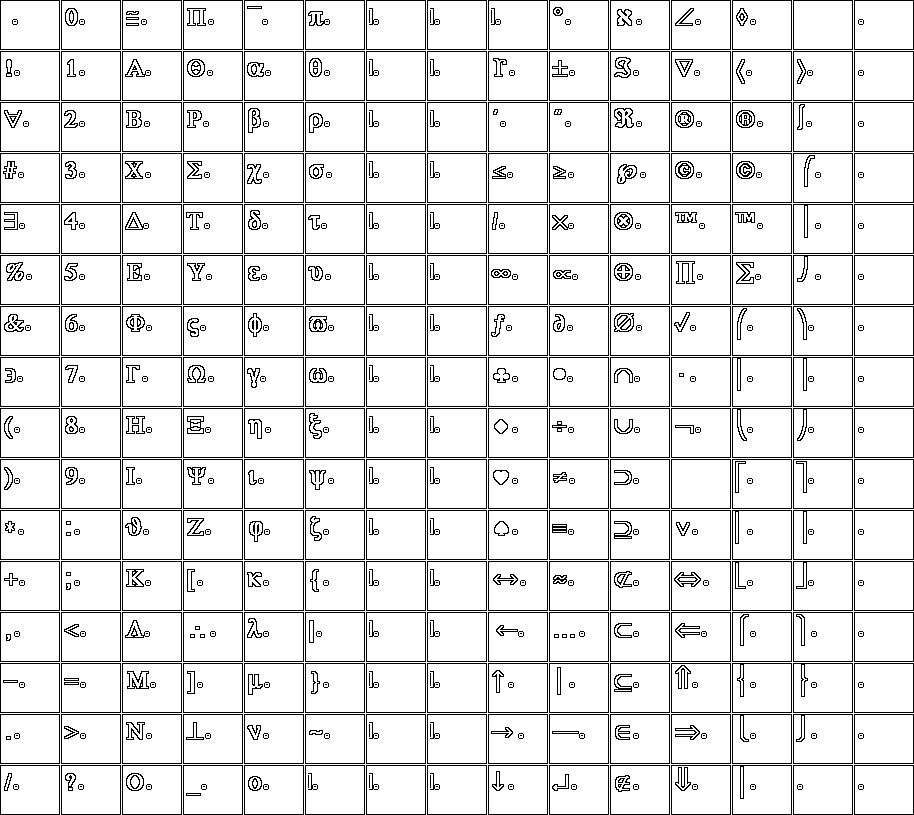 0 ≅ Π ‾ π ° ℵ ∠ ◊
! 1 Α Θ α θ ϒ ± ℑ ∇ 〈 〉
∀ 2 Β Ρ β ρ ′ ″ ℜ ® ® ∫
# 3 Χ Σ χ σ ≤ ≥ ℘ © © ⌠
∃ 4 Δ Τ δ τ / × ⊗ ™ ™ ⎮
% 5 Ε Υ ε υ ∞ ∝ ⊕ ∏ ∑ ⌡
& 6 Φ ς ϕ ϖ ƒ ∂ ∅ √ ⎛ ⎞
∍ 7 Γ Ω γ ω ♣ • ∩ ⋅ ⎜ ⎟
( 8 Η Ξ η ξ ♦ ÷ ∪ ¬ ⎝ ⎠
) 9 Ι Ψ ι ψ ♥ ≠ ⊃ ⎡ ⎤
* : ϑ Ζ φ ζ ♠ ≡ ⊇ ∨ ⎢ ⎥
+ ; Κ [ κ { ↔ ≈ ⊄ ⇔ ⎣ ⎦
, < Λ ∴ λ | ← … ⊂ ⇐ ⎧ ⎫
− = Μ ] μ } ↑ | ⊆ ⇑ ⎨ ⎬
. > Ν ⊥ ν ∼ → — ∈ ⇒ ⎩ ⎭
/ ? Ο _ ο ↓ ↵ ∉ ⇓ ⎪